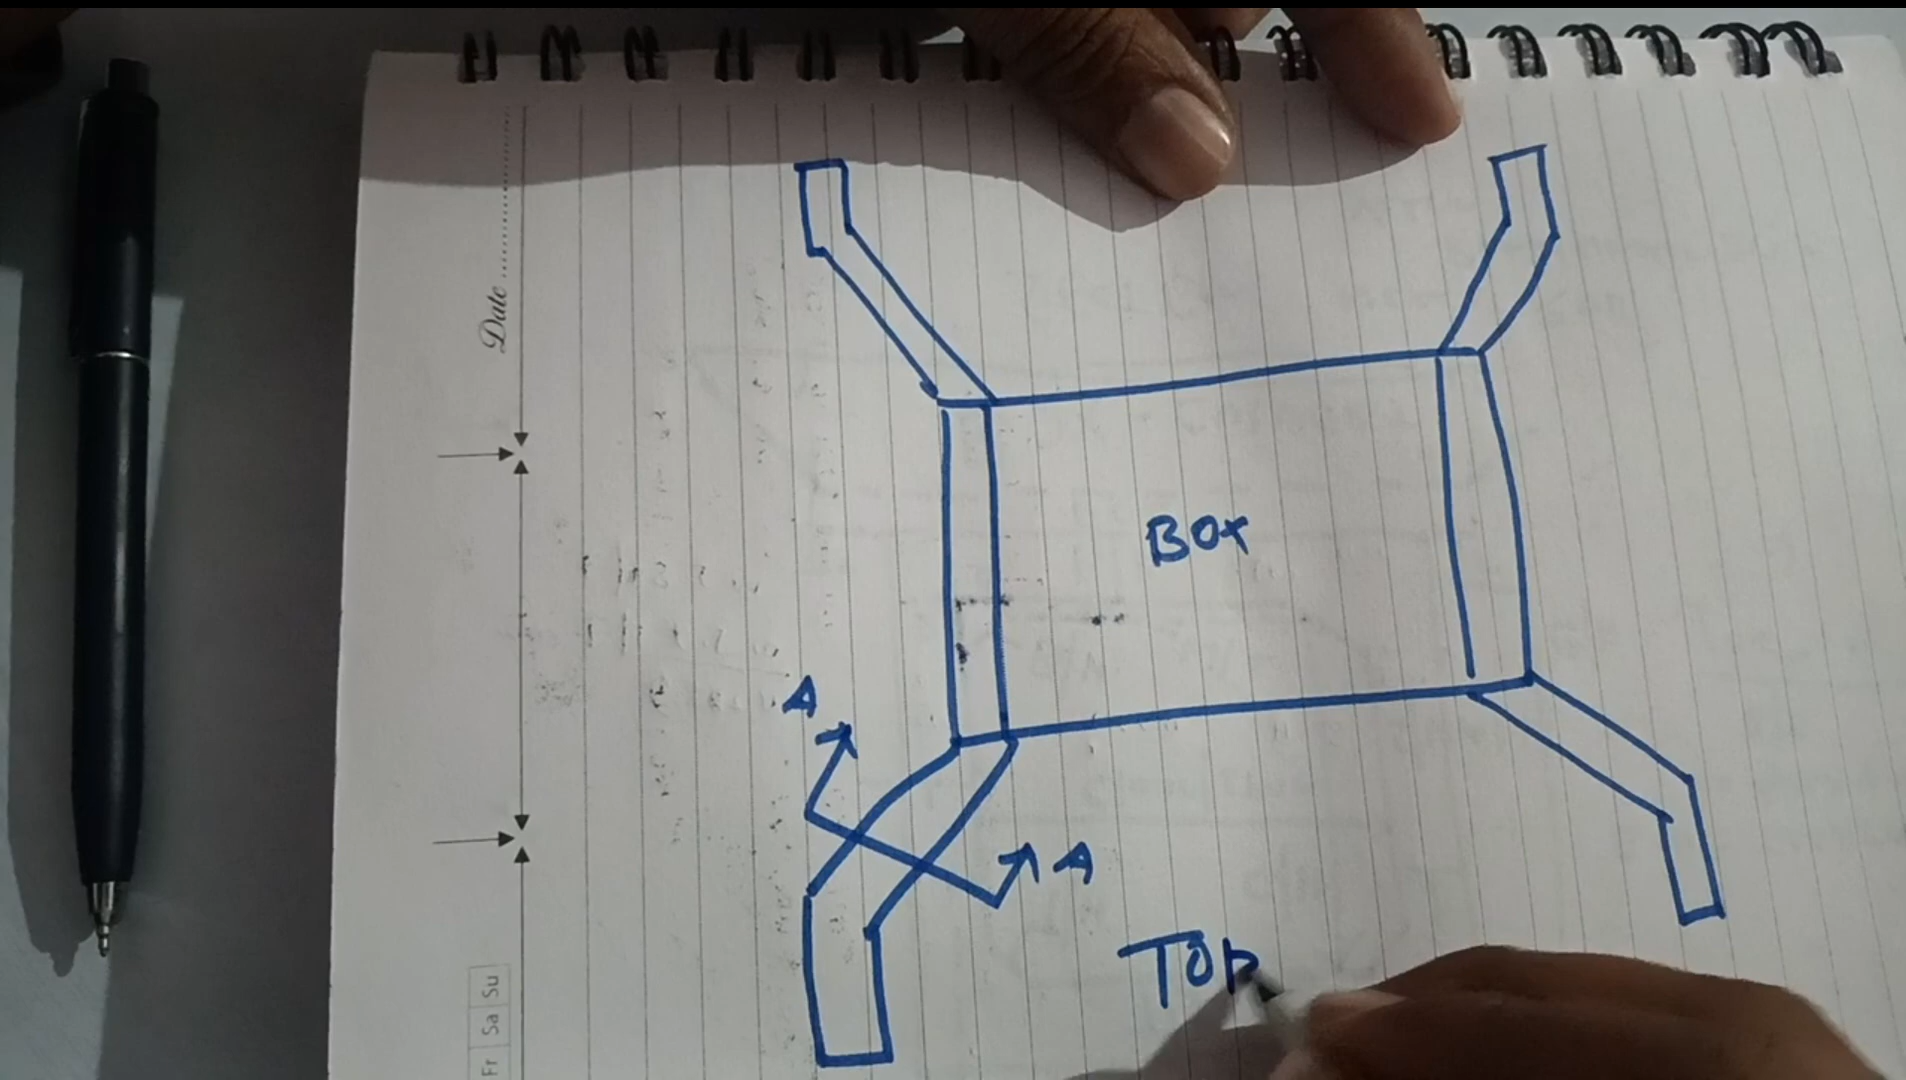 Date
BOX
A
A
TOP
Fr Sa Su